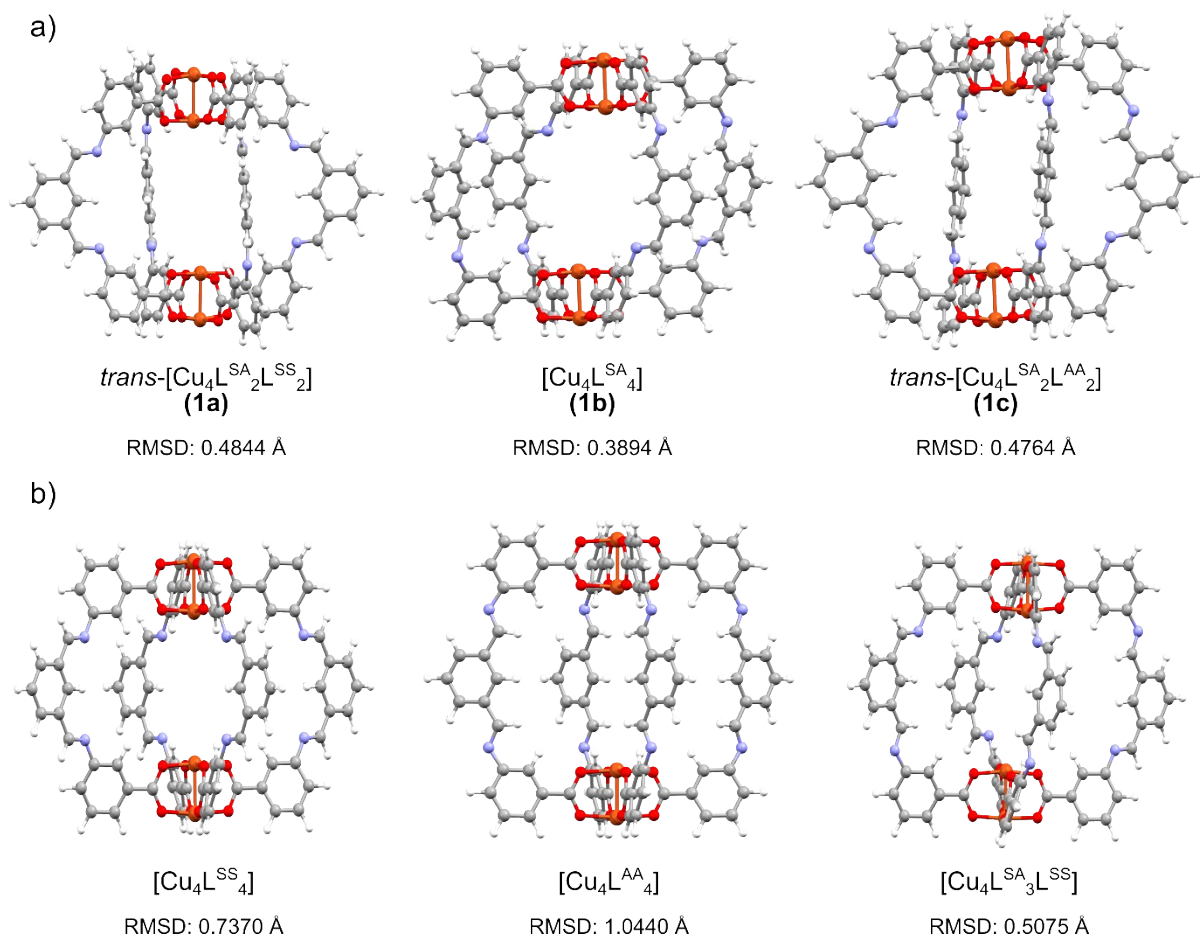 a)
trans-[Cu₄Lˢᴬ₂Lˢˢ₂] [Cu₄Lˢᴬ₄] trans-[Cu₄Lˢᴬ₂Lᴬᴬ₂]
(1a) (1b) (1c)
RMSD: 0.4844 Å RMSD: 0.3894 Å RMSD: 0.4764 Å
b)
[Cu₄Lˢˢ₄] [Cu₄Lᴬᴬ₄] [Cu₄Lˢᴬ₃Lˢˢ]
RMSD: 0.7370 Å RMSD: 1.0440 Å RMSD: 0.5075 Å